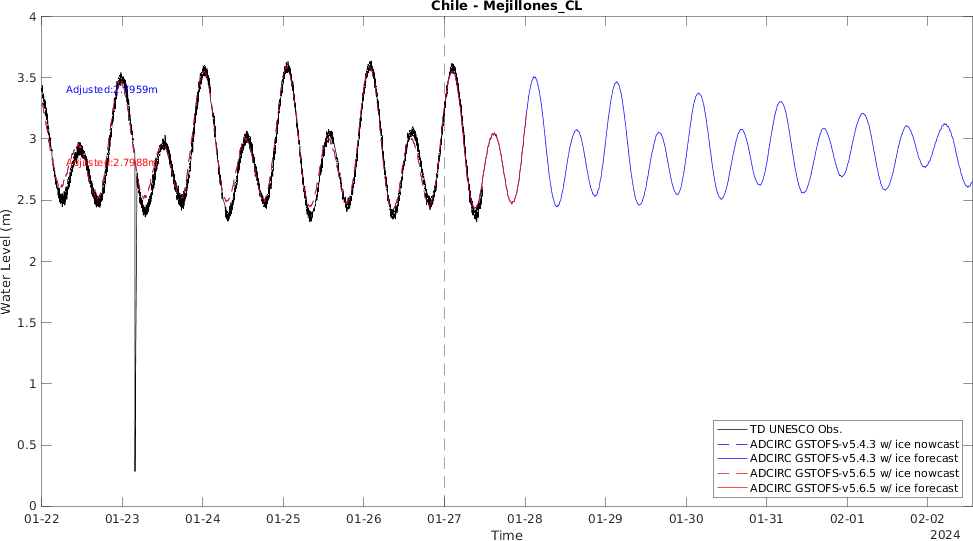 Chile - Mejillones_CL
4
3.5
3
2.5
2
1.5
1
0.5
0
Water Level (m)
Adjusted:2.7959m
Adjusted:2.7988m
TD UNESCO Obs.
ADCIRC GSTOFS-v5.4.3 w/ ice nowcast
ADCIRC GSTOFS-v5.4.3 w/ ice forecast
ADCIRC GSTOFS-v5.6.5 w/ ice nowcast
ADCIRC GSTOFS-v5.6.5 w/ ice forecast
01-22 01-23 01-24 01-25 01-26 01-27 01-28 01-29 01-30 01-31 02-01 02-02
Time
2024